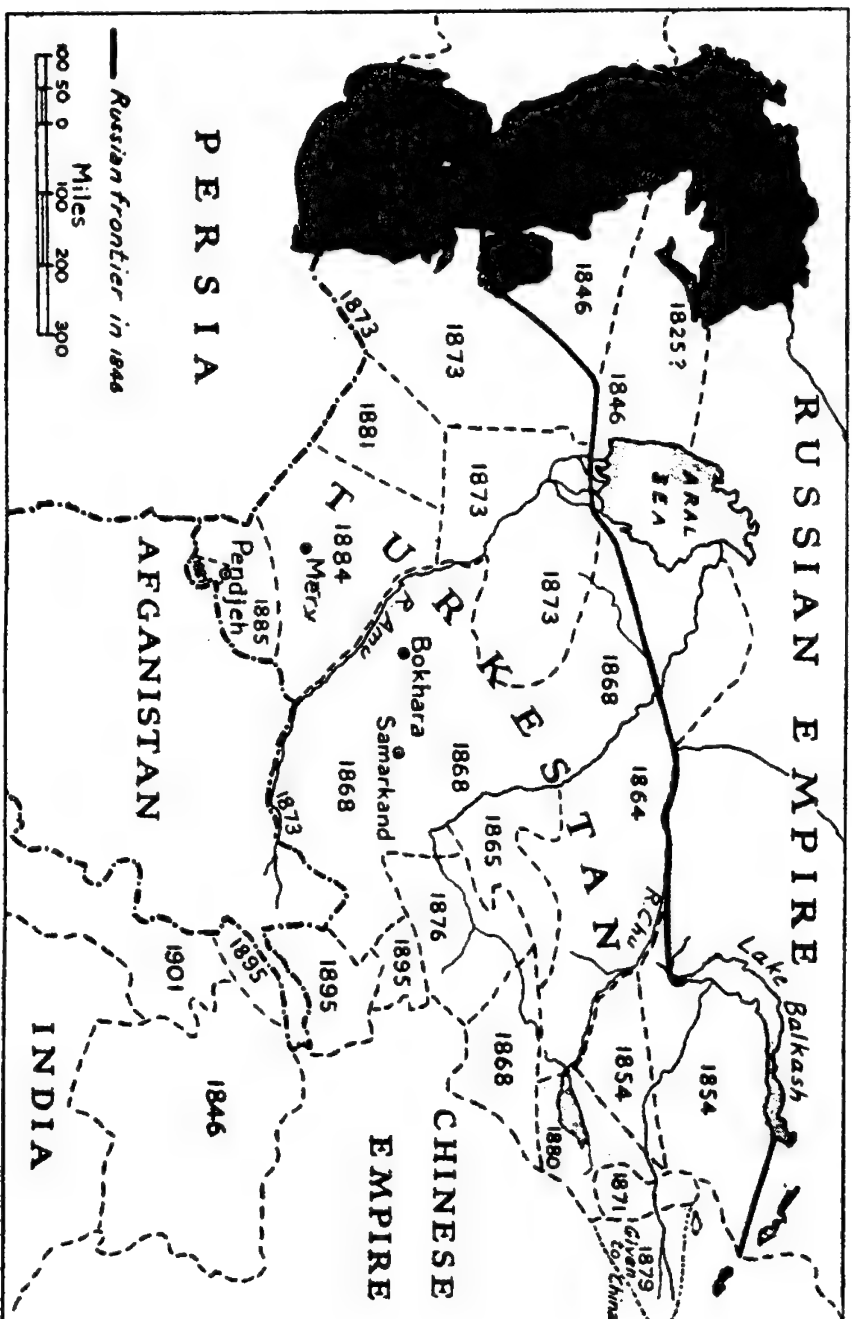 RUSSIAN EMPIRE
1825?
1846
1846
ARAL
SEA
Lake Balkash
1873
1873
1873
1873
1868
1864
R. Chu
1854
1854
1881
TURKESTAN
1884
Merv
R. Amu
Bokhara
Samarkand
1868
1868
1865
1876
1868
1880
1871
1879
Given
to China
PERSIA
Pendjeh
1885
AFGANISTAN
1873
1895
1895
1895
1901
1846
CHINESE
EMPIRE
INDIA
Russian frontier in 1846
100 50 0 100 200 300
Miles